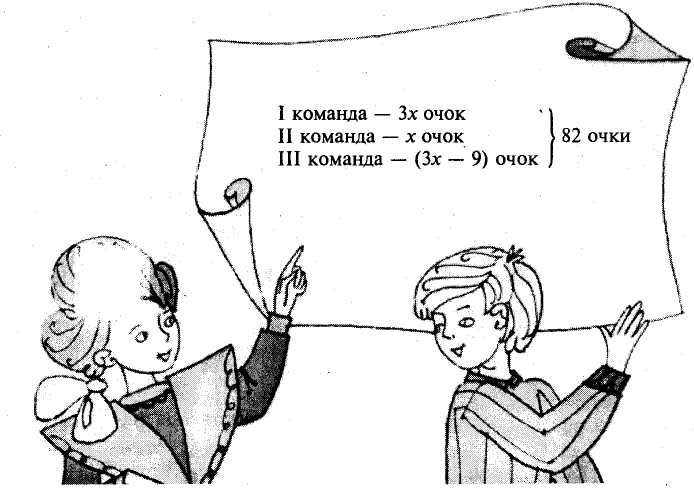 I команда — 3x очок
II команда — x очок
III команда — (3x — 9) очок
82 очки